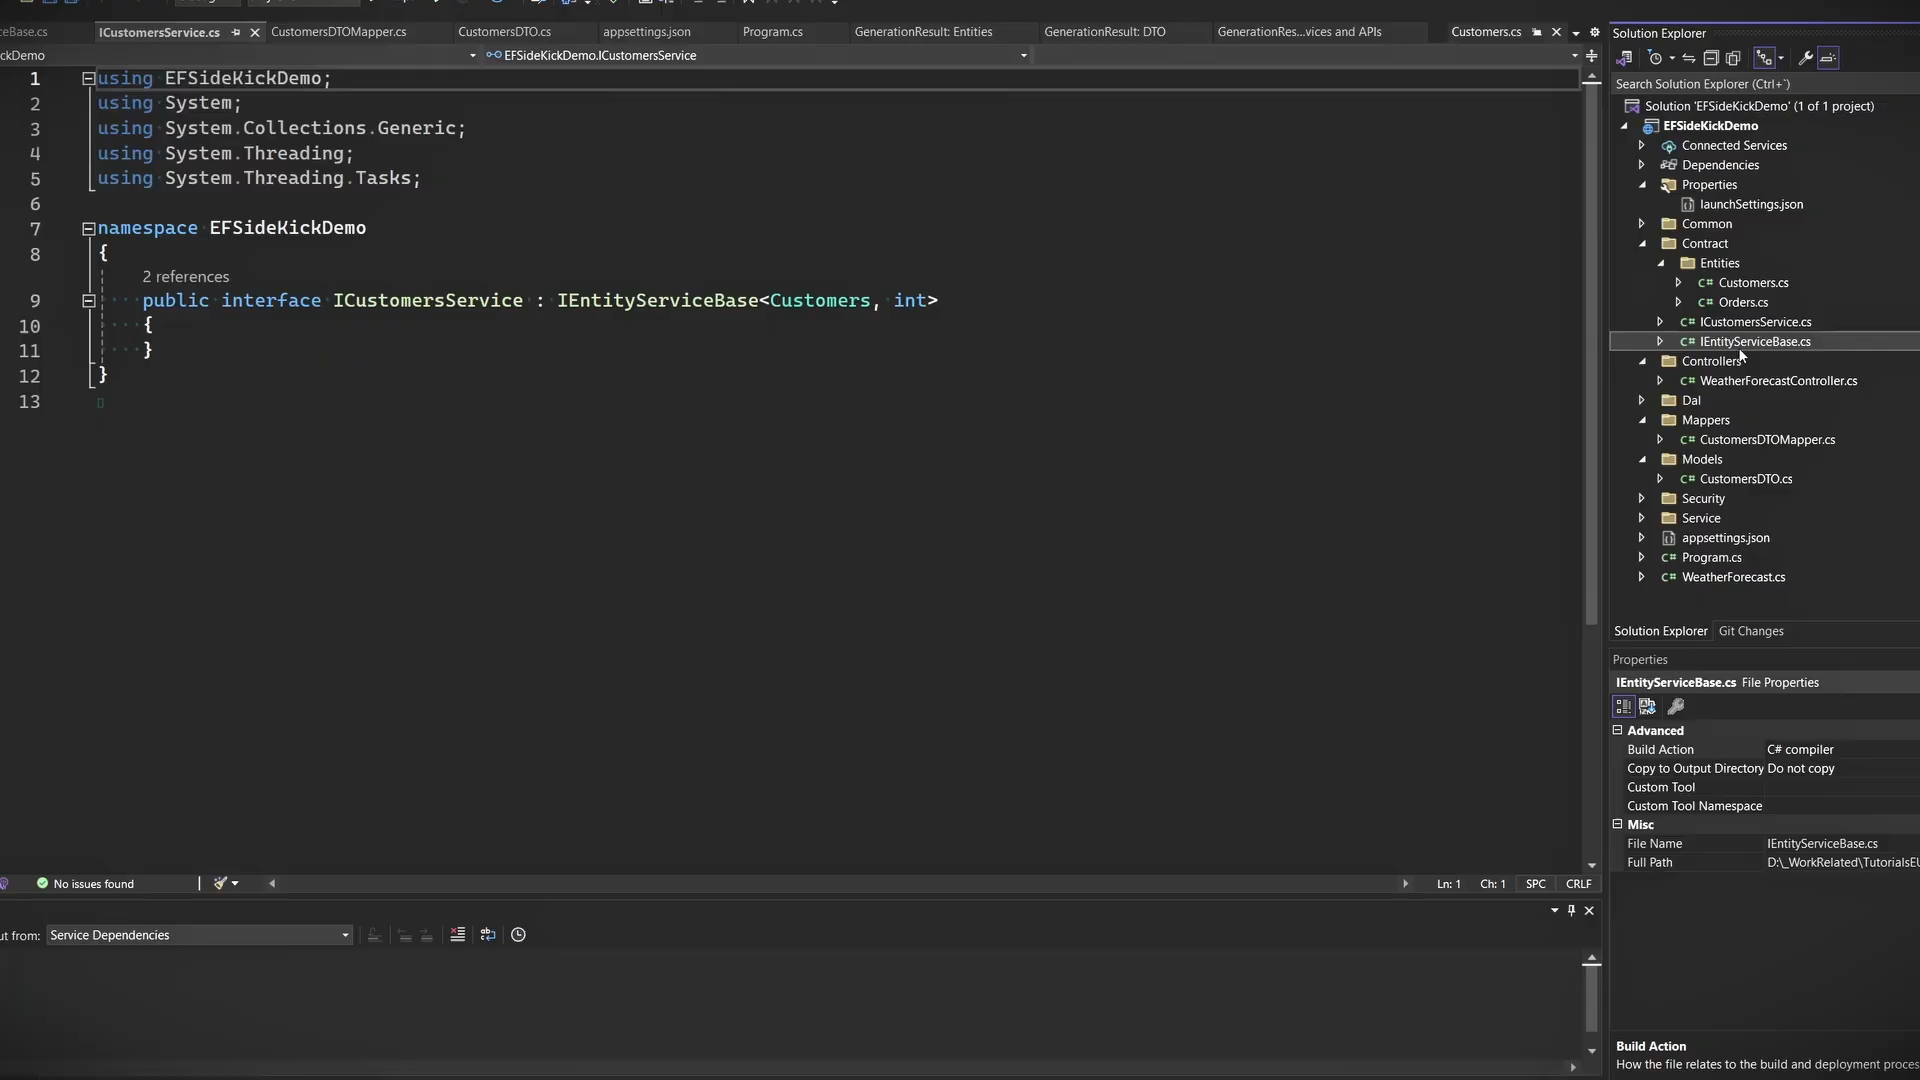 ceBase.cs
ICustomersService.cs
CustomersDTOMapper.cs
CustomersDTO.cs
appsettings.json
Program.cs
GenerationResult: Entities
GenerationResult: DTO
GenerationRes...vices and APIs
Customers.cs
ckDemo
EFSideKickDemo.ICustomersService
1 using EFSideKickDemo;
2 using System;
3 using System.Collections.Generic;
4 using System.Threading;
5 using System.Threading.Tasks;
6
7 namespace EFSideKickDemo
8 {
2 references
9 public interface ICustomersService : IEntityServiceBase<Customers, int>
10 {
11 }
12 }
13
No issues found
Ln: 1
Ch: 1
SPC
CRLF
ut from:
Service Dependencies
Solution Explorer
Search Solution Explorer (Ctrl+¨)
Solution 'EFSideKickDemo' (1 of 1 project)
EFSideKickDemo
Connected Services
Dependencies
Properties
launchSettings.json
Common
Contract
Entities
C# Customers.cs
C# Orders.cs
C# ICustomersService.cs
C# IEntityServiceBase.cs
Controllers
C# WeatherForecastController.cs
Dal
Mappers
C# CustomersDTOMapper.cs
Models
C# CustomersDTO.cs
Security
Service
appsettings.json
C# Program.cs
C# WeatherForecast.cs
Solution Explorer
Git Changes
Properties
IEntityServiceBase.cs File Properties
Advanced
Build Action C# compiler
Copy to Output Directory Do not copy
Custom Tool
Custom Tool Namespace
Misc
File Name IEntityServiceBase.cs
Full Path D:\_WorkRelated\TutorialsEU
Build Action
How the file relates to the build and deployment proces